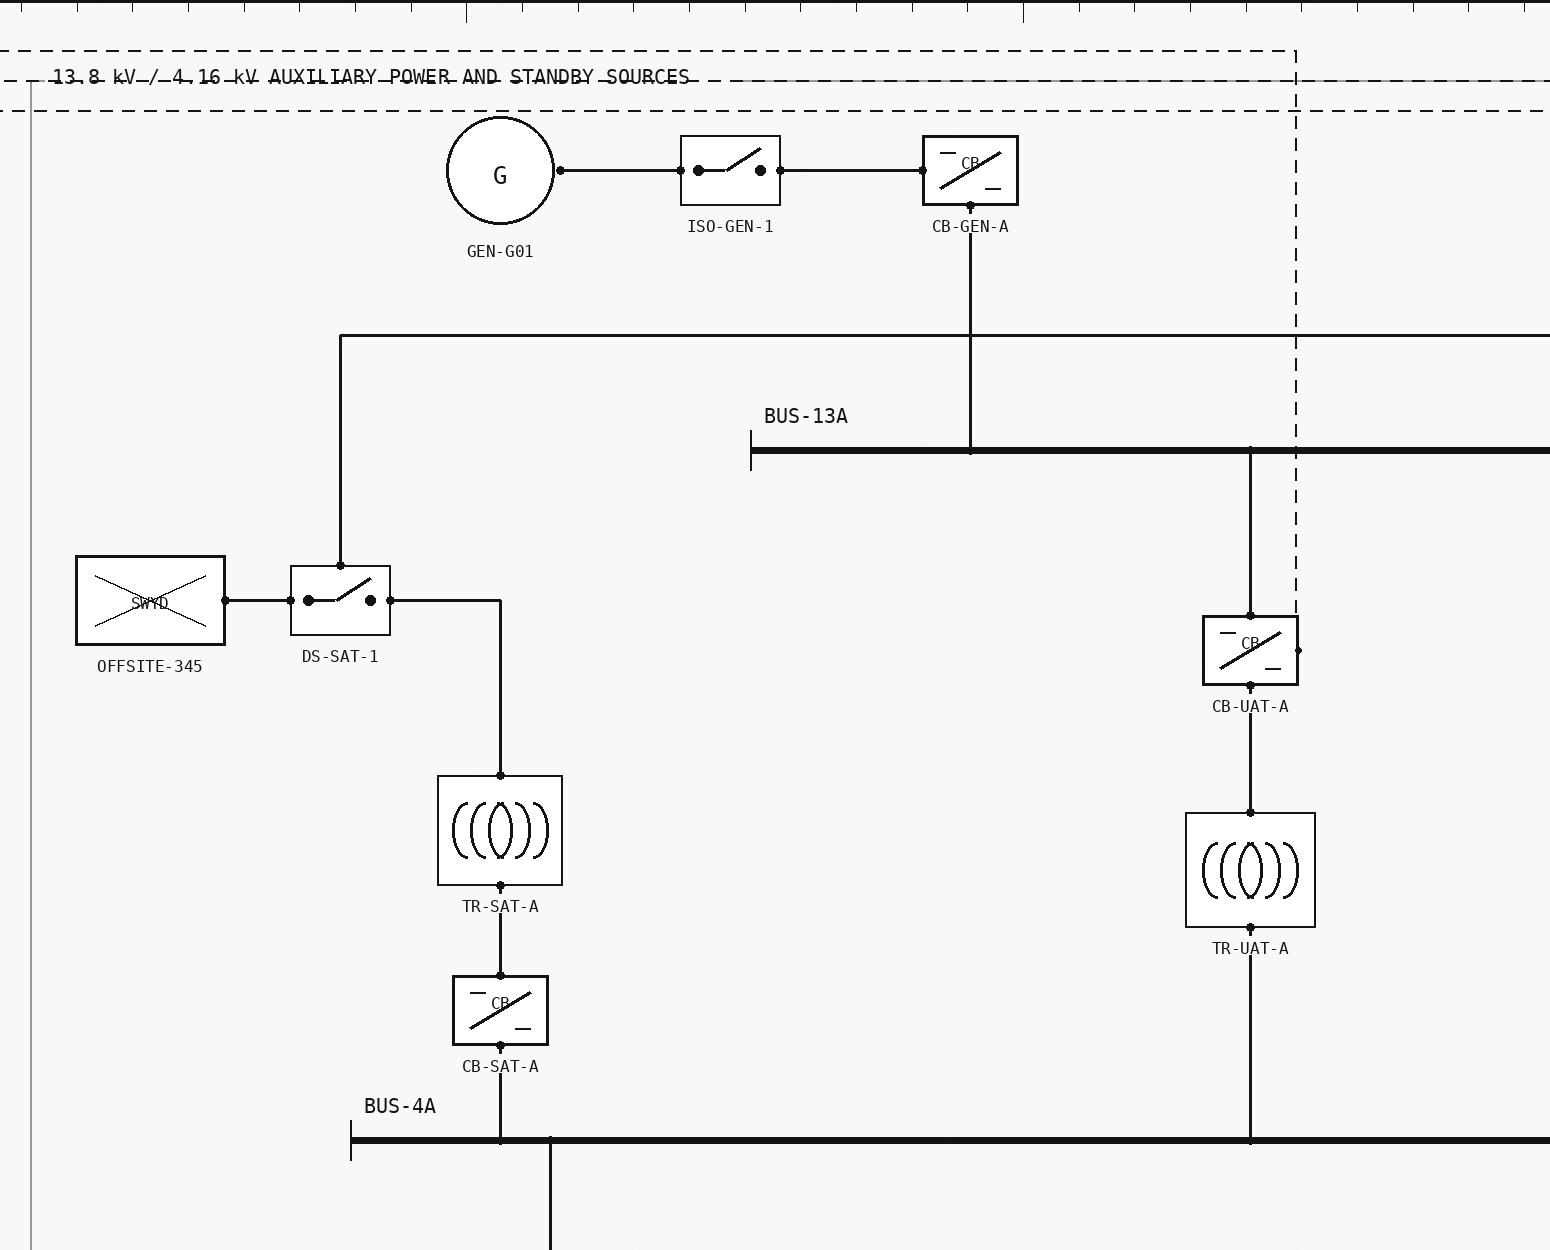 13.8 kV / 4.16 kV AUXILIARY POWER AND STANDBY SOURCES
G
CB
ISO-GEN-1
CB-GEN-A
GEN-G01
BUS-13A
SWYD
CB
DS-SAT-1
OFFSITE-345
CB-UAT-A
TR-SAT-A
TR-UAT-A
CB
CB-SAT-A
BUS-4A